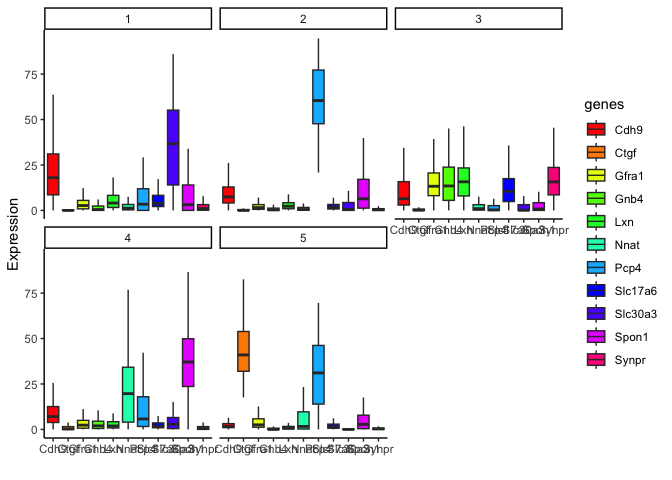 1
2
3
75
50
25
0
Expression
4
5
75
50
25
0
genes
Cdh9
Ctgf
Gfra1
Gnb4
Lxn
Nnat
Pcp4
Slc17a6
Slc30a3
Spon1
Synpr